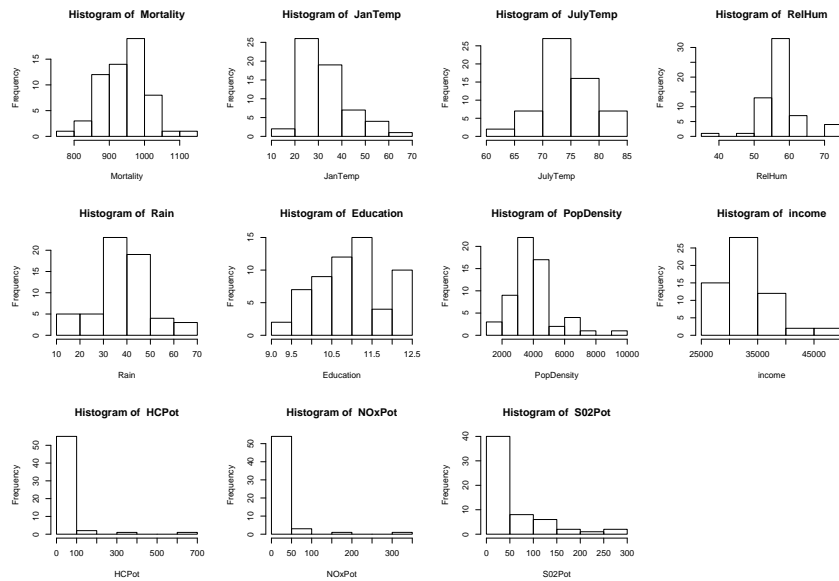 Histogram of Mortality
Frequency
0 5 10 15
800 900 1000 1100
Mortality
Histogram of JanTemp
Frequency
0 5 10 15 20 25
10 20 30 40 50 60 70
JanTemp
Histogram of JulyTemp
Frequency
0 5 10 15 20 25
60 65 70 75 80 85
JulyTemp
Histogram of RelHum
Frequency
0 5 10 20 30
40 50 60 70
RelHum
Histogram of Rain
Frequency
0 5 10 15 20
10 20 30 40 50 60 70
Rain
Histogram of Education
Frequency
0 5 10 15
9.0 9.5 10.5 11.5 12.5
Education
Histogram of PopDensity
Frequency
0 5 10 15 20
2000 4000 6000 8000 10000
PopDensity
Histogram of income
Frequency
0 5 10 15 20 25
25000 35000 45000
income
Histogram of HCPot
Frequency
0 10 20 30 40 50
0 100 300 500 700
HCPot
Histogram of NOxPot
Frequency
0 10 20 30 40 50
0 50 100 200 300
NOxPot
Histogram of S02Pot
Frequency
0 10 20 30 40
0 50 100 150 200 250 300
S02Pot